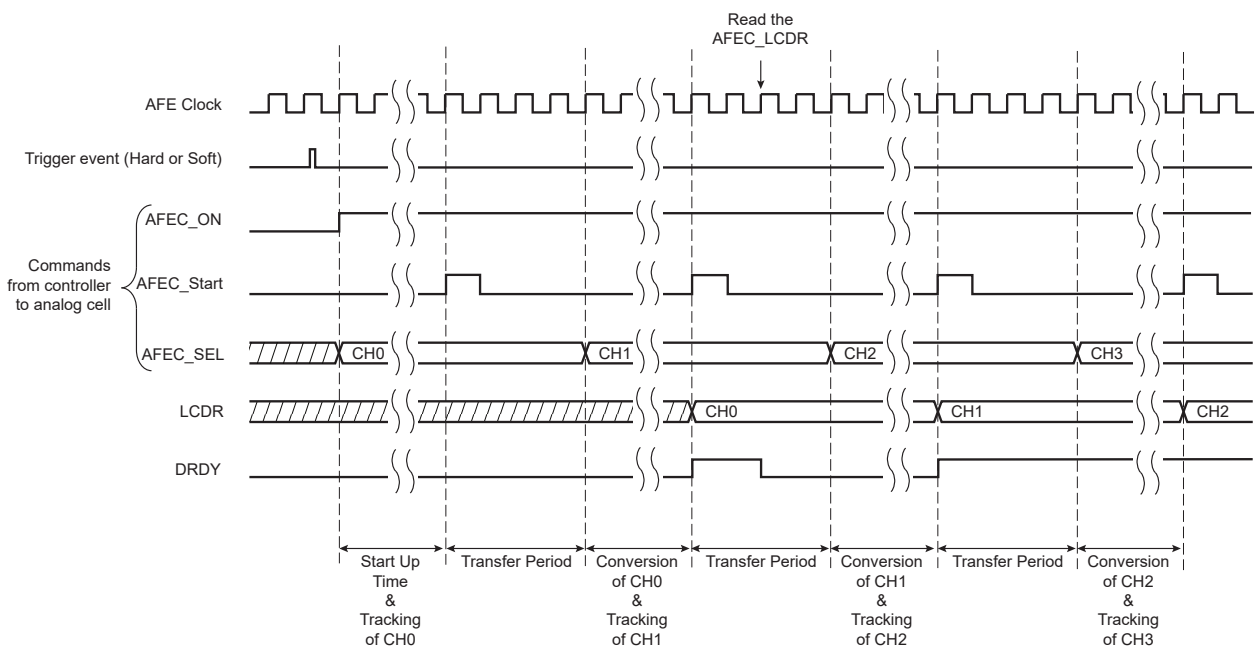 Read the
AFEC_LCDR
AFE Clock
Trigger event (Hard or Soft)
AFEC_ON
Commands
from controller
to analog cell
AFEC_Start
AFEC_SEL
CH0
CH1
CH2
CH3
LCDR
CH0
CH1
CH2
DRDY
Start Up
Time
&
Tracking
of CH0
Transfer Period
Conversion
of CH0
&
Tracking
of CH1
Transfer Period
Conversion
of CH1
&
Tracking
of CH2
Transfer Period
Conversion
of CH2
&
Tracking
of CH3